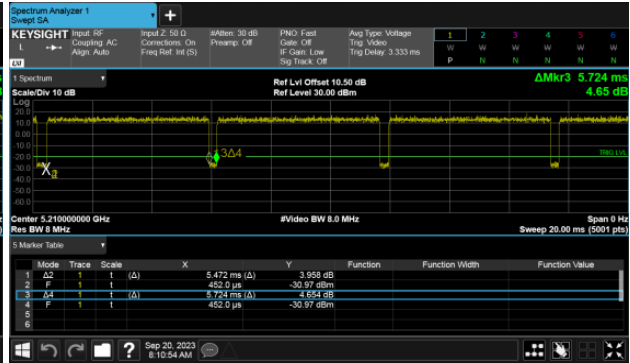 Spectrum Analyzer 1
Swept SA
+
KEYSIGHT Input: RF Input Z: 50 Ω #Atten: 30 dB PNO: Fast Avg Type: Voltage 1 2 3 4 5 6
L Coupling: AC Corrections: On Preamp: Off Gate: Off Trig: Video W W W W W W
Align: Auto Freq Ref: Int (S) IF Gain: Low Trig Delay: 3.333 ms P N N N N N
LXI Sig Track: Off
1 Spectrum Ref Lvl Offset 10.50 dB ΔMkr3 5.724 ms
Scale/Div 10 dB Ref Level 30.00 dBm 4.65 dB
Log
20.0
10.0
0.00
-10.0
-20.0 3Δ4 TRIG LVL
-30.0
-40.0 X
-50.0
-60.0
Center 5.210000000 GHz #Video BW 8.0 MHz Span 0 Hz
Res BW 8 MHz Sweep 20.00 ms (5001 pts)
5 Marker Table
Mode Trace Scale X Y Function Function Width Function Value
1 Δ2 1 t (Δ) 5.472 ms (Δ) 3.958 dB
2 F 1 t 452.0 µs -30.97 dBm
3 Δ4 1 t (Δ) 5.724 ms (Δ) 4.654 dB
4 F 1 t 452.0 µs -30.97 dBm
5
6
? Sep 20, 2023
8:10:54 AM